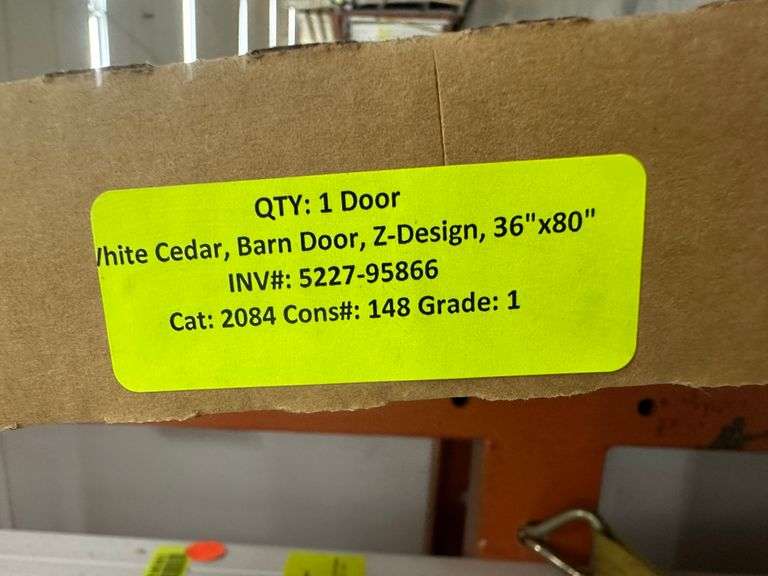 QTY: 1 Door
White Cedar, Barn Door, Z-Design, 36"x80"
INV#: 5227-95866
Cat: 2084 Cons#: 148 Grade: 1